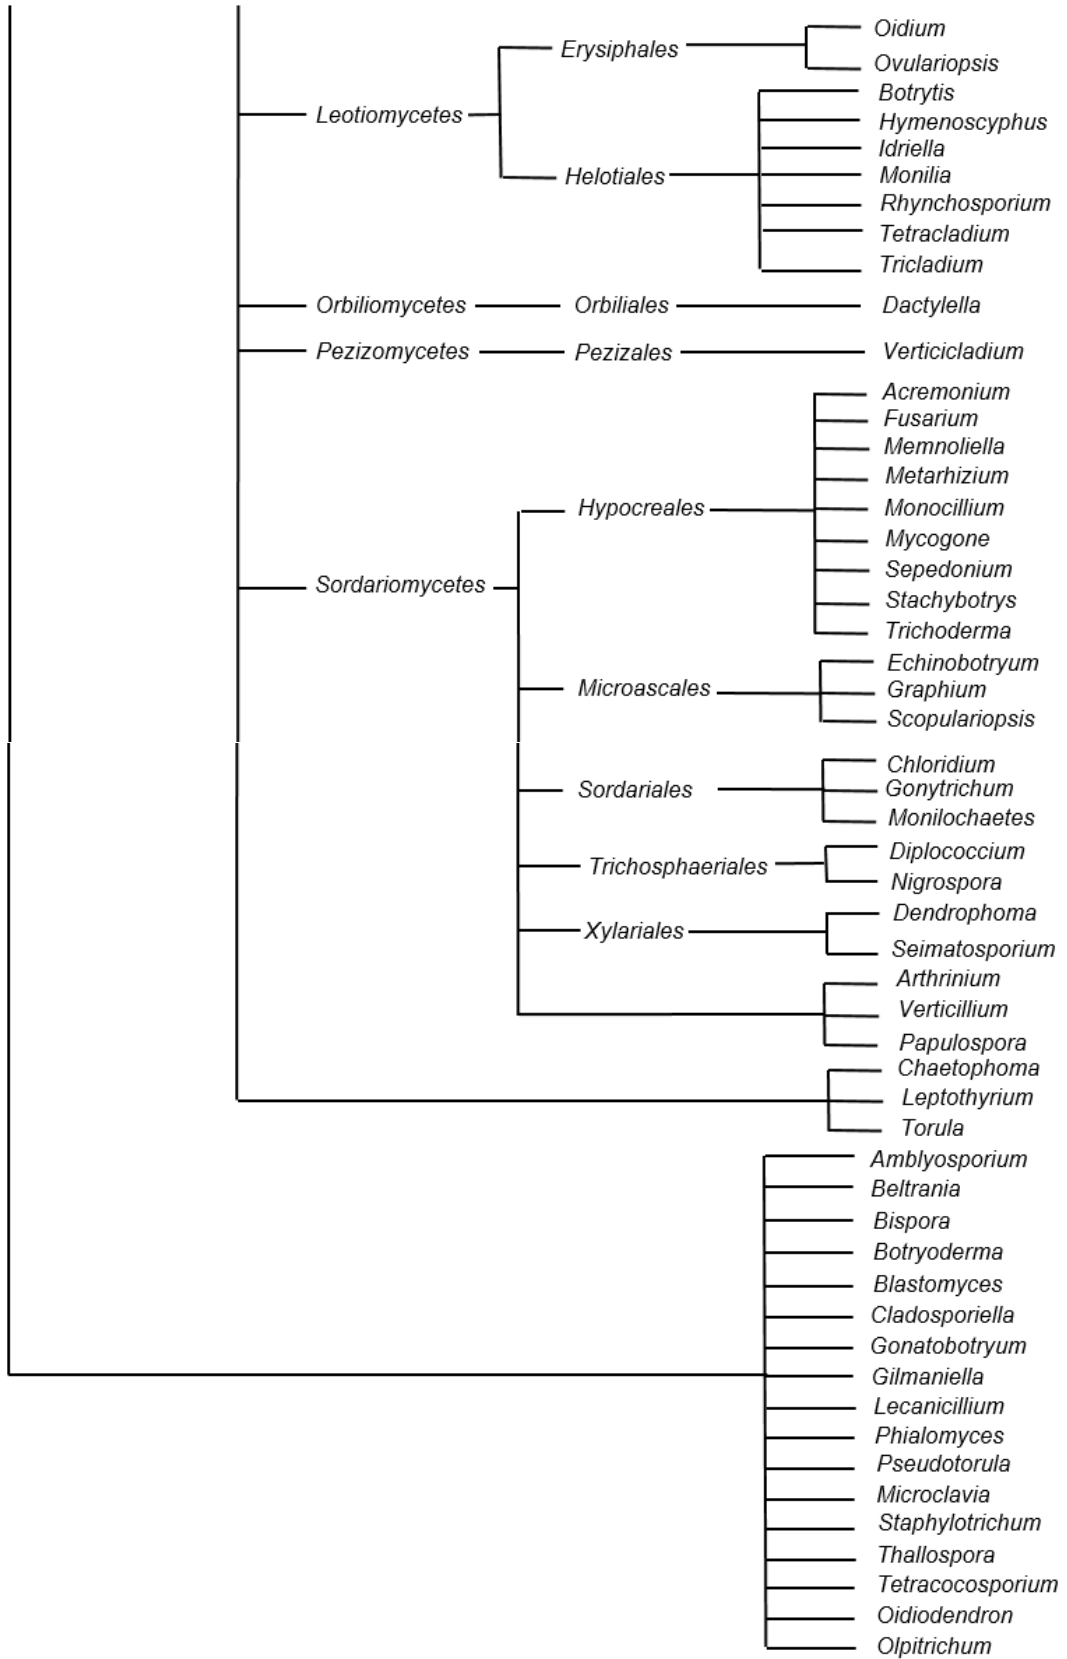 Oidium
Erysiphales
Ovulariopsis
Botrytis
Leotiomycetes
Hymenoscyphus
Idriella
Helotiales
Monilia
Rhynchosporium
Tetracladium
Tricladium
Orbiliomycetes Orbiliales Dactylella
Pezizomycetes Pezizales Verticicladium
Acremonium
Fusarium
Memnoliella
Metarhizium
Hypocreales
Monocillium
Mycogone
Sepedonium
Sordariomycetes
Stachybotrys
Trichoderma
Echinobotryum
Microascales
Graphium
Scopulariopsis
Chloridium
Sordariales
Gonytrichum
Monilochaetes
Diplococcium
Trichosphaeriales
Nigrospora
Dendrophoma
Xylariales
Seimatosporium
Arthrinium
Verticillium
Papulospora
Chaetophoma
Leptothyrium
Torula
Amblyosporium
Beltrania
Bispora
Botryoderma
Blastomyces
Cladosporiella
Gonatobotryum
Gilmaniella
Lecanicillium
Phialomyces
Pseudotorula
Microclavia
Staphylotrichum
Thallospora
Tetracocosporium
Oidiodendron
Olpitrichum